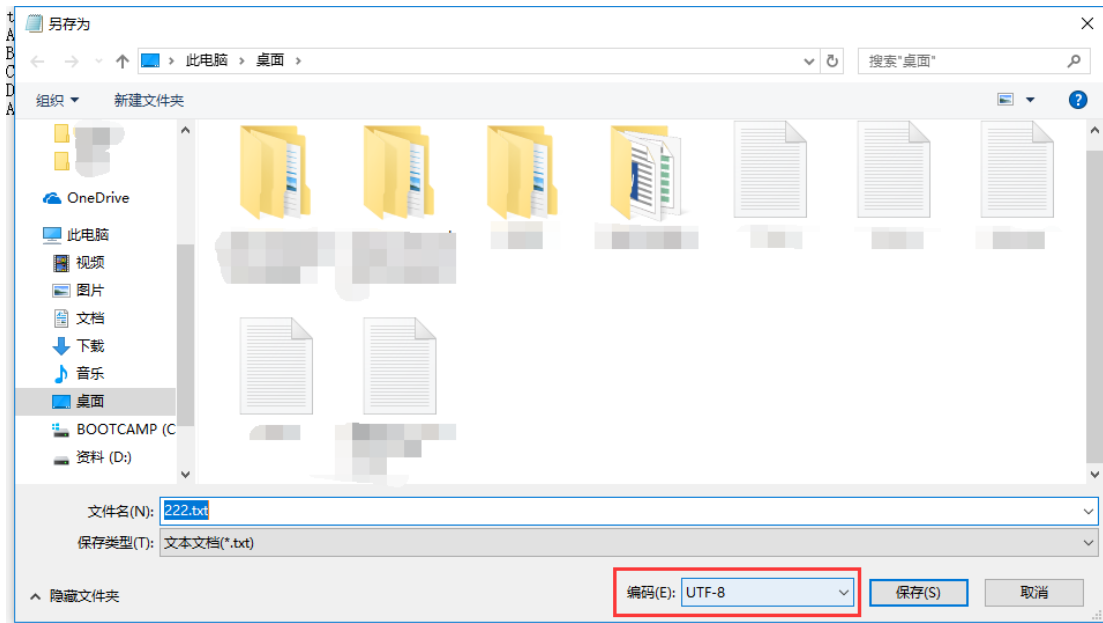 t
A
B
C
D
A
另存为
此电脑 › 桌面 ›
搜索"桌面"
组织
新建文件夹
OneDrive
此电脑
视频
图片
文档
下载
音乐
桌面
BOOTCAMP (C
资料 (D:)
文件名(N): 222.txt
保存类型(T): 文本文档(*.txt)
隐藏文件夹
编码(E): UTF-8
保存(S)
取消